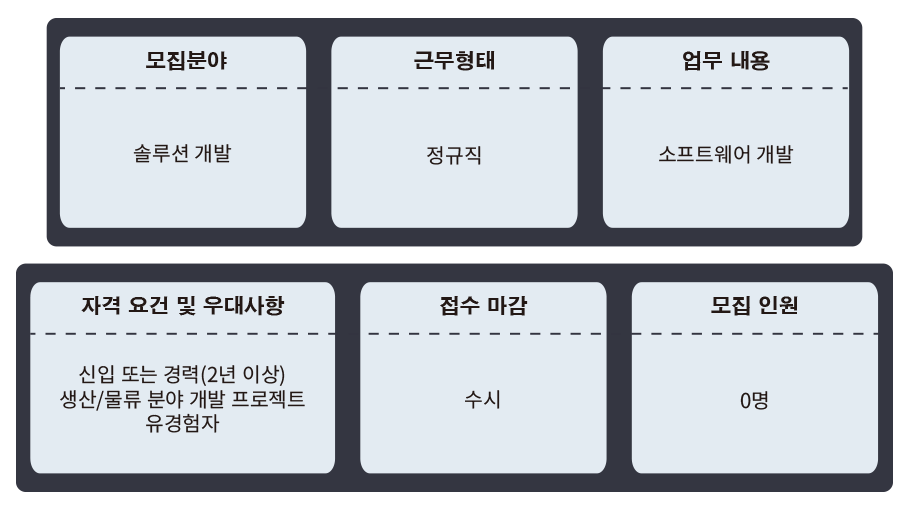 모집분야
솔루션 개발
근무형태
정규직
업무 내용
소프트웨어 개발
자격 요건 및 우대사항
신입 또는 경력(2년 이상)
생산/물류 분야 개발 프로젝트
유경험자
접수 마감
수시
모집 인원
0명